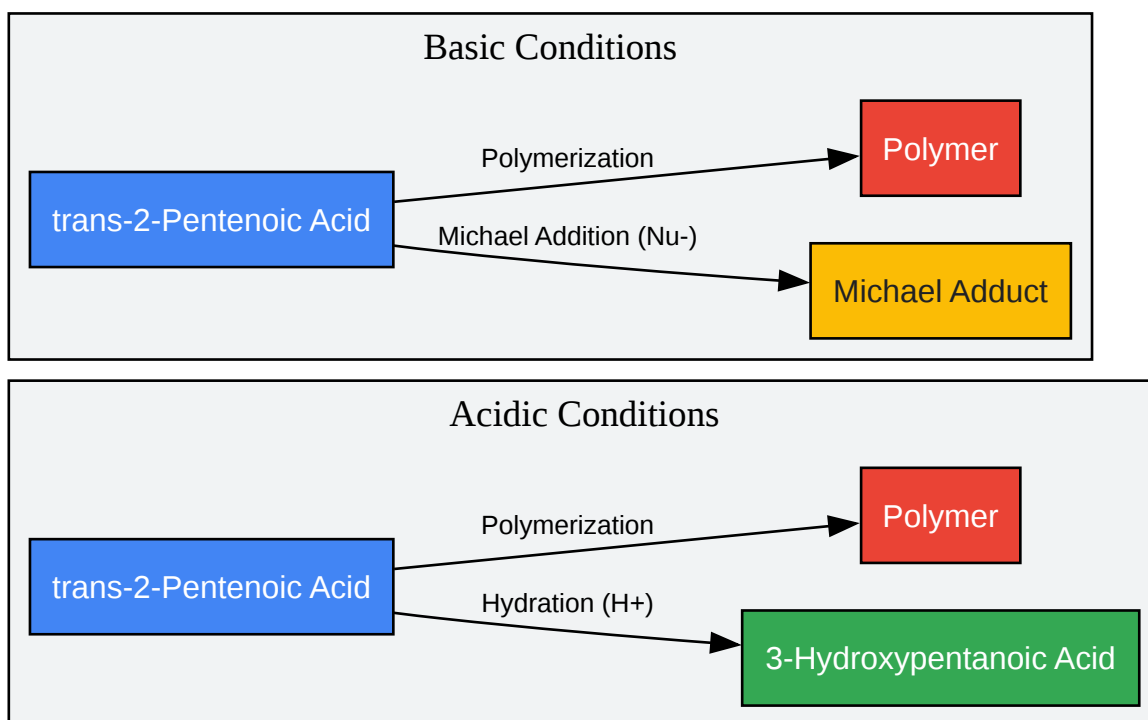 Basic Conditions
Polymerization
Polymer
trans-2-Pentenoic Acid
Michael Addition (Nu-)
Michael Adduct
Acidic Conditions
Polymerization
Polymer
trans-2-Pentenoic Acid
Hydration (H+)
3-Hydroxypentanoic Acid